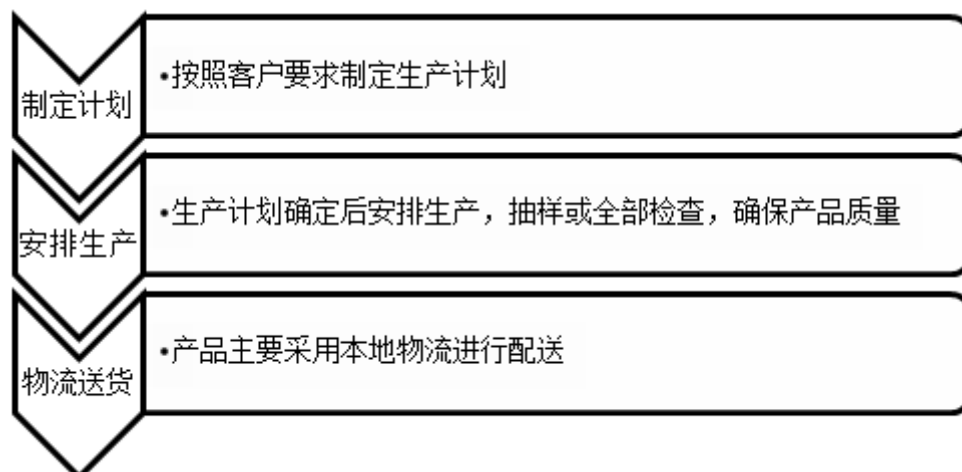 制定计划
•按照客户要求制定生产计划
安排生产
•生产计划确定后安排生产，抽样或全部检查，确保产品质量
物流送货
•产品主要采用本地物流进行配送